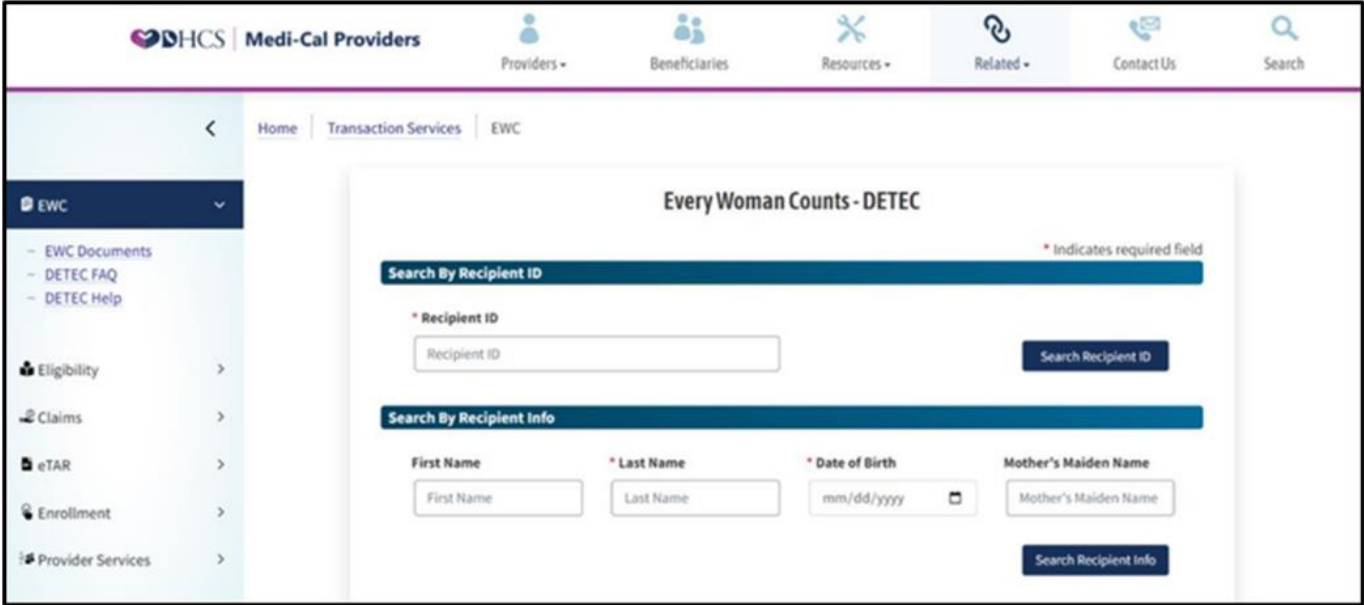 DHCS Medi-Cal Providers
Providers
Beneficiaries
Resources
Related
Contact Us
Search
Home
Transaction Services
EWC
EWC
- EWC Documents
- DETEC FAQ
- DETEC Help
Eligibility
Claims
eTAR
Enrollment
Provider Services
Every Woman Counts - DETEC
* Indicates required field
Search By Recipient ID
* Recipient ID
Recipient ID
Search Recipient ID
Search By Recipient Info
First Name * Last Name * Date of Birth Mother's Maiden Name
First Name Last Name mm/dd/yyyy Mother's Maiden Name
Search Recipient Info